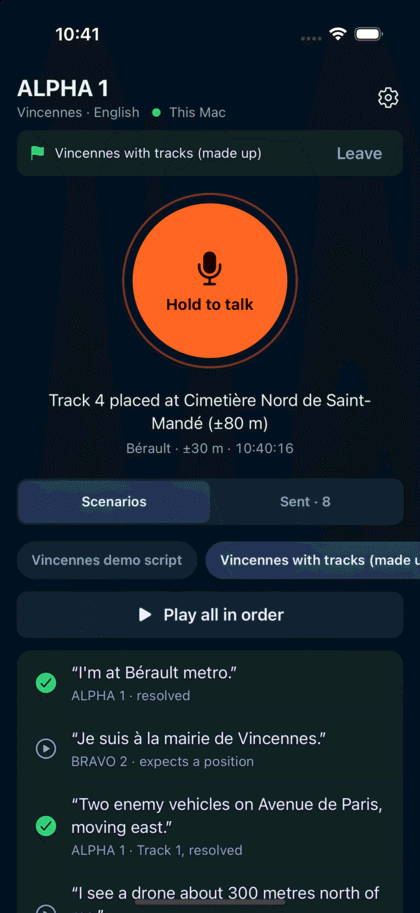 10:41
ALPHA 1
Vincennes · English ● This Mac
Vincennes with tracks (made up) Leave
Hold to talk
Track 4 placed at Cimetière Nord de Saint-
Mandé (±80 m)
Bérault · ±30 m · 10:40:16
Scenarios Sent · 8
Vincennes demo script Vincennes with tracks (made u
Play all in order
“I'm at Bérault metro.”
ALPHA 1 · resolved
“Je suis à la mairie de Vincennes.”
BRAVO 2 · expects a position
“Two enemy vehicles on Avenue de Paris,
moving east.”
ALPHA 1 · Track 1, resolved
“I see a drone about 300 metres north of